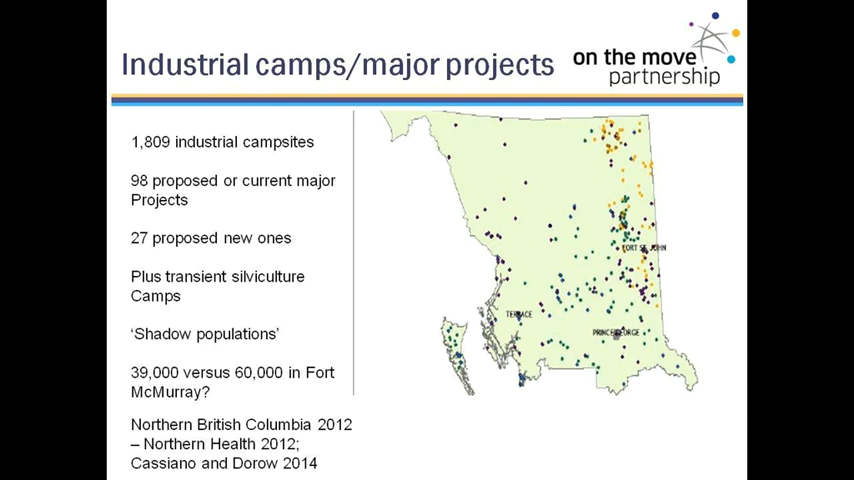 Industrial camps/major projects
on the move
partnership
1,809 industrial campsites
98 proposed or current major
Projects
27 proposed new ones
Plus transient silviculture
Camps
‘Shadow populations’
39,000 versus 60,000 in Fort
McMurray?
Northern British Columbia 2012
– Northern Health 2012;
Cassiano and Dorow 2014
FORT ST. JOHN
TERRACE
PRINCE GEORGE